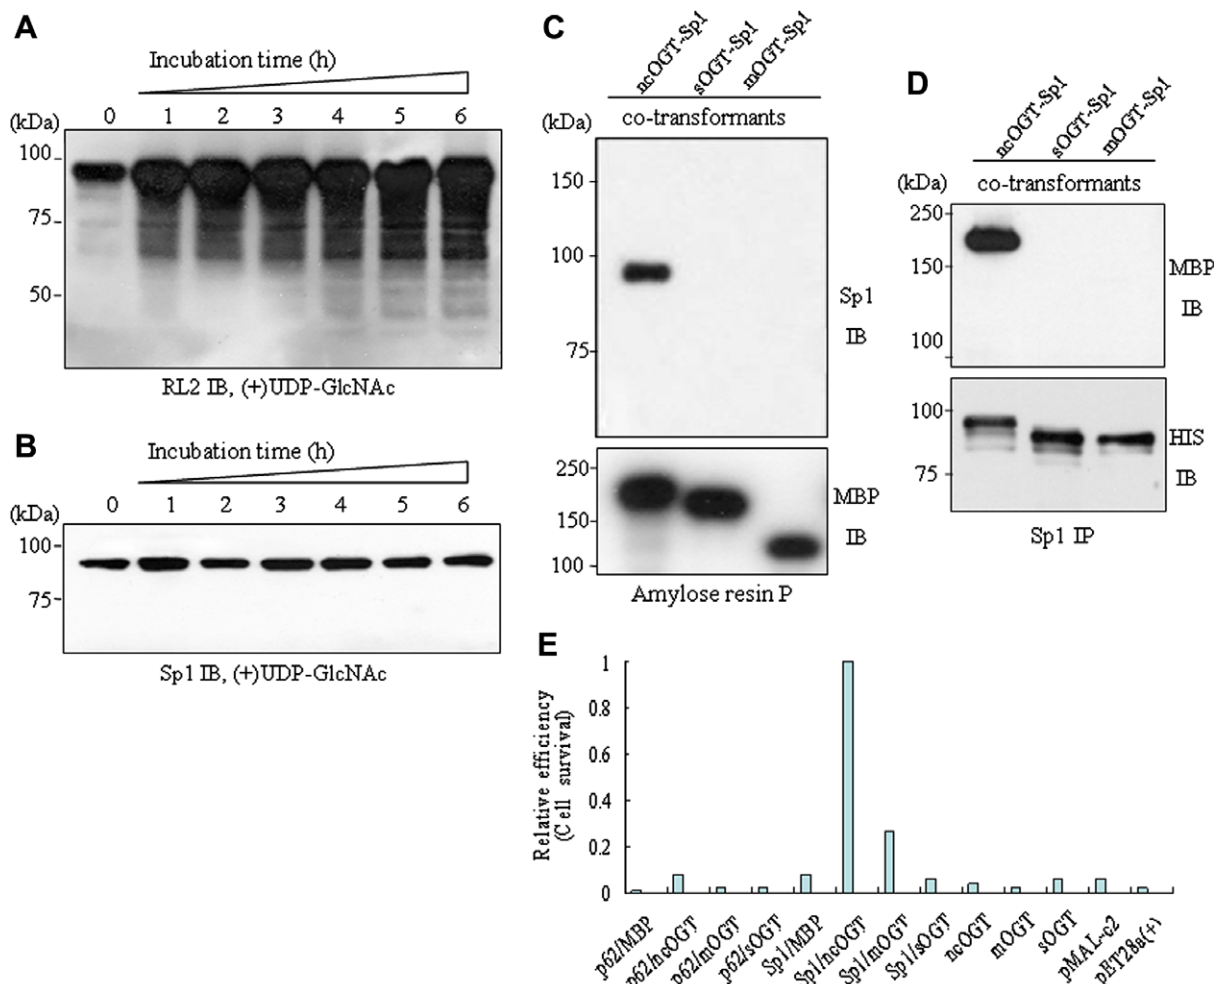 A
Incubation time (h)
(kDa) 0 1 2 3 4 5 6
100
75
50
RL2 IB, (+)UDP-GlcNAc
B
Incubation time (h)
0 1 2 3 4 5 6
(kDa)
100
75
Sp1 IB, (+)UDP-GlcNAc
C
ncOGT-Sp1
sOGT-Sp1
mOGT-Sp1
(kDa) co-transformants
150
100
75
Sp1
IB
250
150
100
MBP
IB
Amylose resin P
D
ncOGT-Sp1
sOGT-Sp1
mOGT-Sp1
(kDa) co-transformants
250
150
100
MBP
IB
100
75
HIS
IB
Sp1 IP
E
Relative efficiency
(Cell survival)
1
0.8
0.6
0.4
0.2
0
p62/MBP
p62/ncOGT
p62/mOGT
p62/sOGT
Sp1/MBP
Sp1/ncOGT
Sp1/mOGT
Sp1/sOGT
ncOGT
mOGT
sOGT
pMAL-c2
pET28a(+)